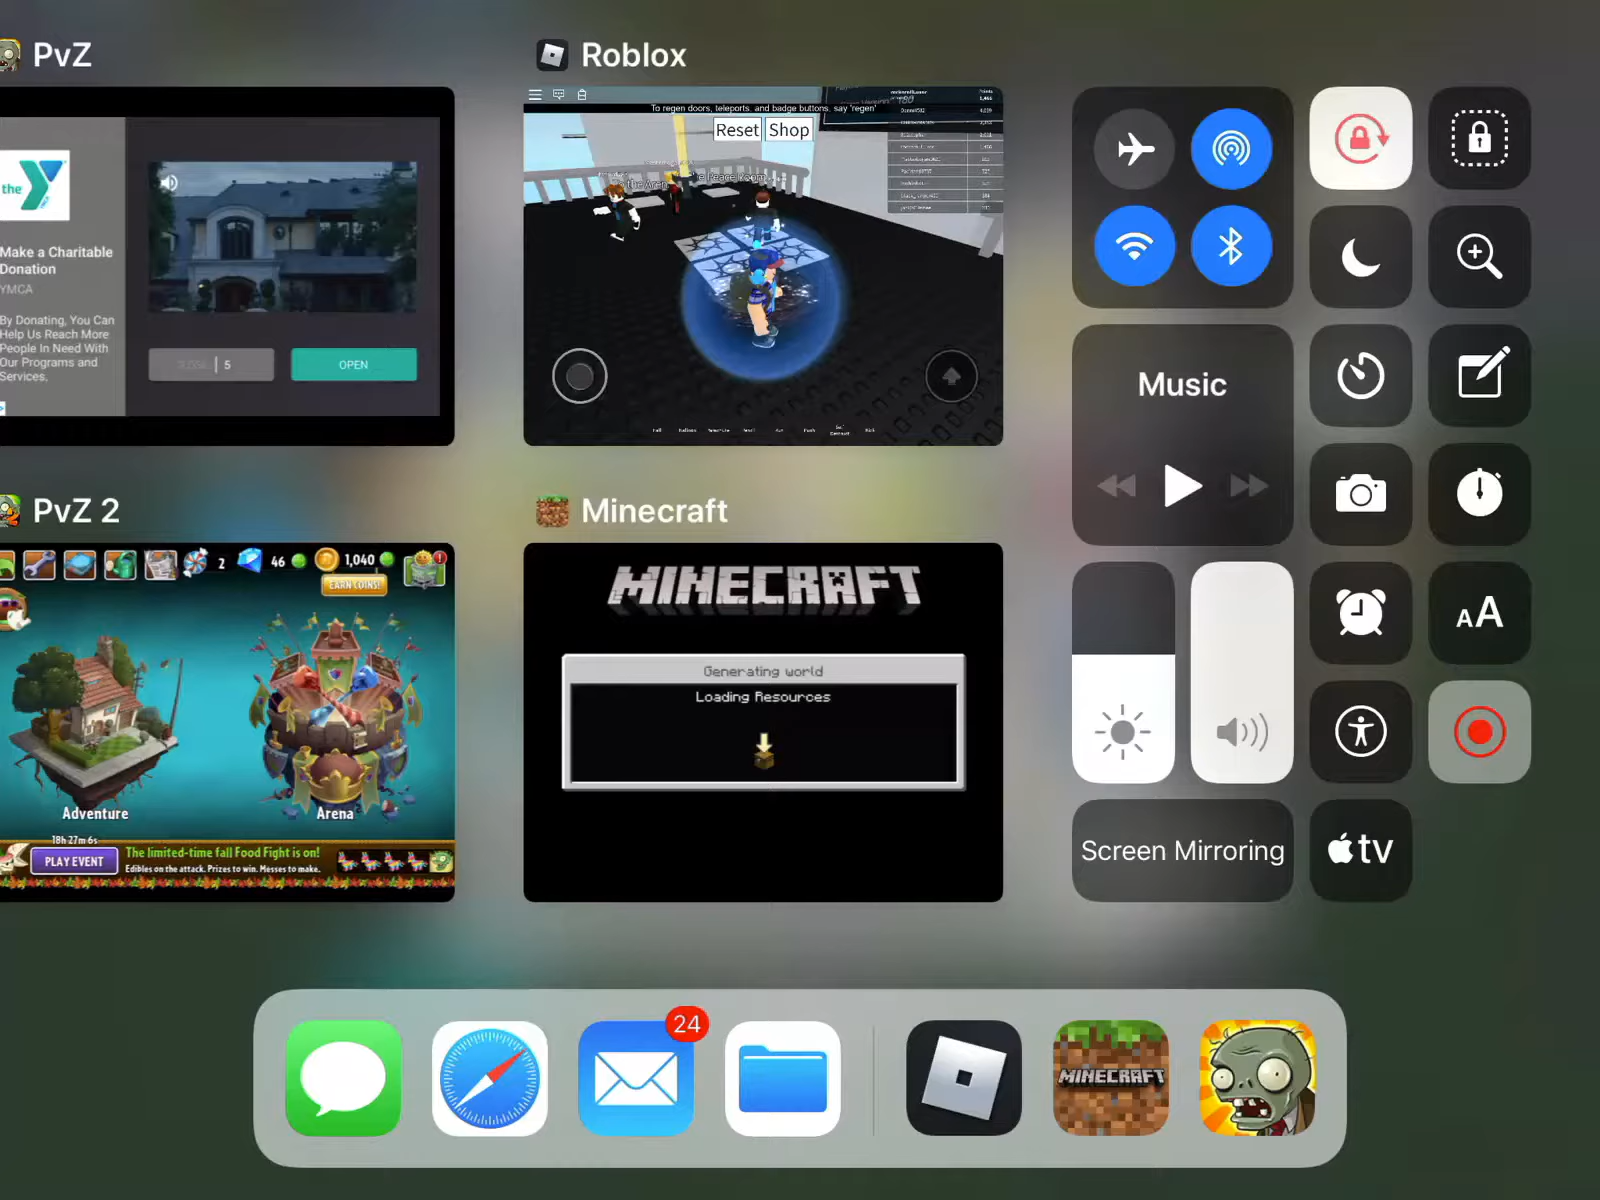 PvZ
Roblox
the
Make a Charitable
Donation
YMCA
By Donating, You Can
Help Us Reach More
People In Need With
Our Programs and
Services.
5
OPEN
To regen doors, teleports, and badge buttons, say 'regen'
Reset
Shop
Music
PvZ 2
Minecraft
2
46
1,040
EARN COINS!
Adventure
Arena
18h 27m 6s
PLAY EVENT
The limited-time fall Food Fight is on!
Edibles on the attack. Prizes to win. Messes to make.
MINECRAFT
Generating world
Loading Resources
AA
Screen Mirroring
tv
24
MINECRAFT